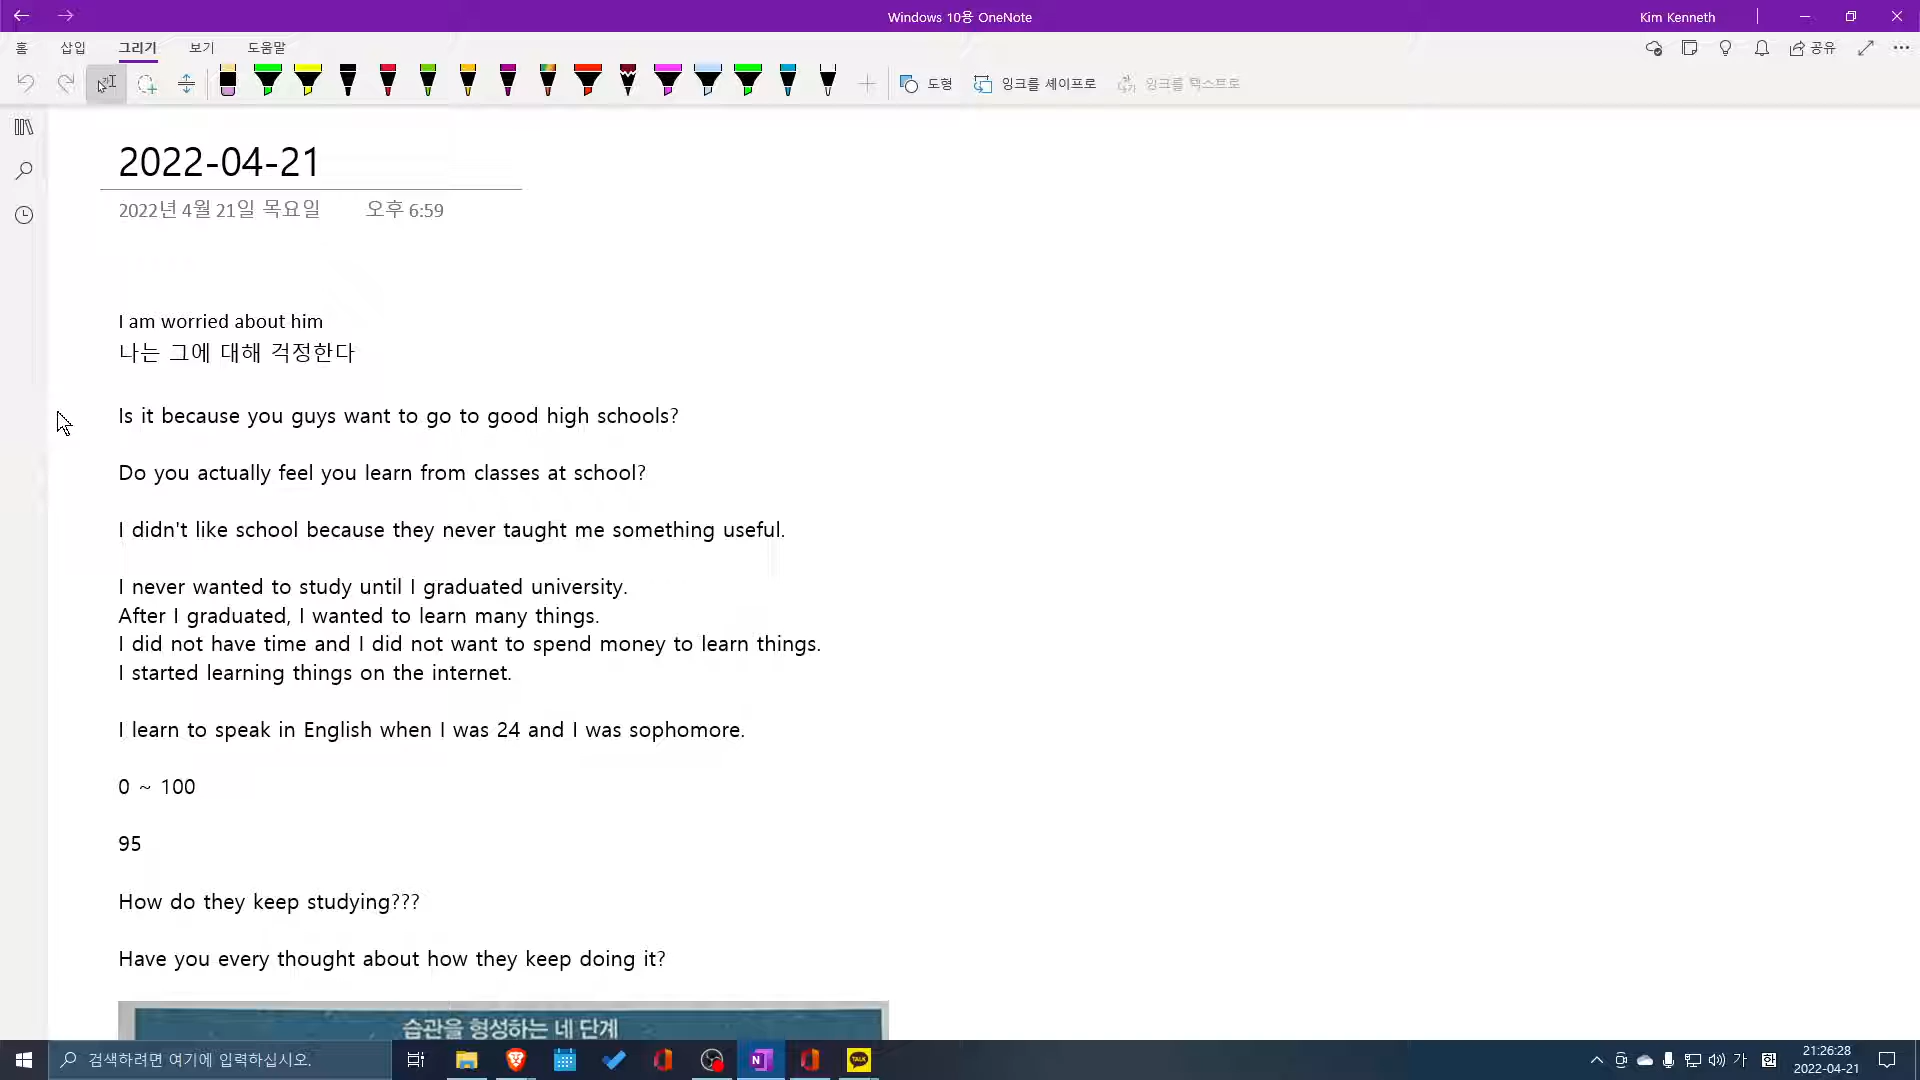 Windows 10용 OneNote
Kim Kenneth
홈 삽입 그리기 보기 도움말
공유
도형 잉크를 셰이프로 잉크를 텍스트로
2022-04-21
2022년 4월 21일 목요일 오후 6:59
I am worried about him
나는 그에 대해 걱정한다
Is it because you guys want to go to good high schools?
Do you actually feel you learn from classes at school?
I didn't like school because they never taught me something useful.
I never wanted to study until I graduated university.
After I graduated, I wanted to learn many things.
I did not have time and I did not want to spend money to learn things.
I started learning things on the internet.
I learn to speak in English when I was 24 and I was sophomore.
0 ~ 100
95
How do they keep studying???
Have you every thought about how they keep doing it?
습관을 형성하는 네 단계
검색하려면 여기에 입력하십시오.
N
TALK
가
한
21:26:28
2022-04-21